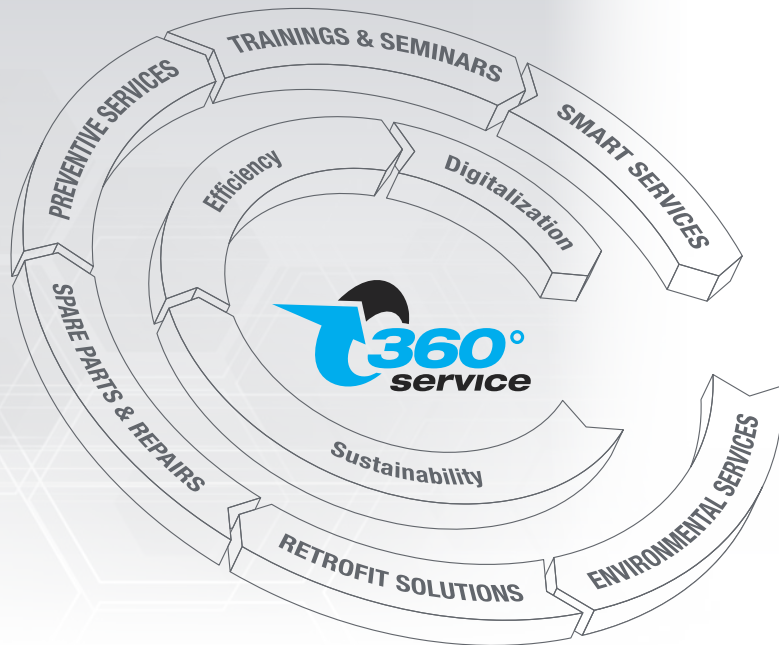 TRAININGS & SEMINARS
PREVENTIVE SERVICES
SMART SERVICES
Efficiency
Digitalization
SPARE PARTS & REPAIRS
360°
service
Sustainability
RETROFIT SOLUTIONS
ENVIRONMENTAL SERVICES